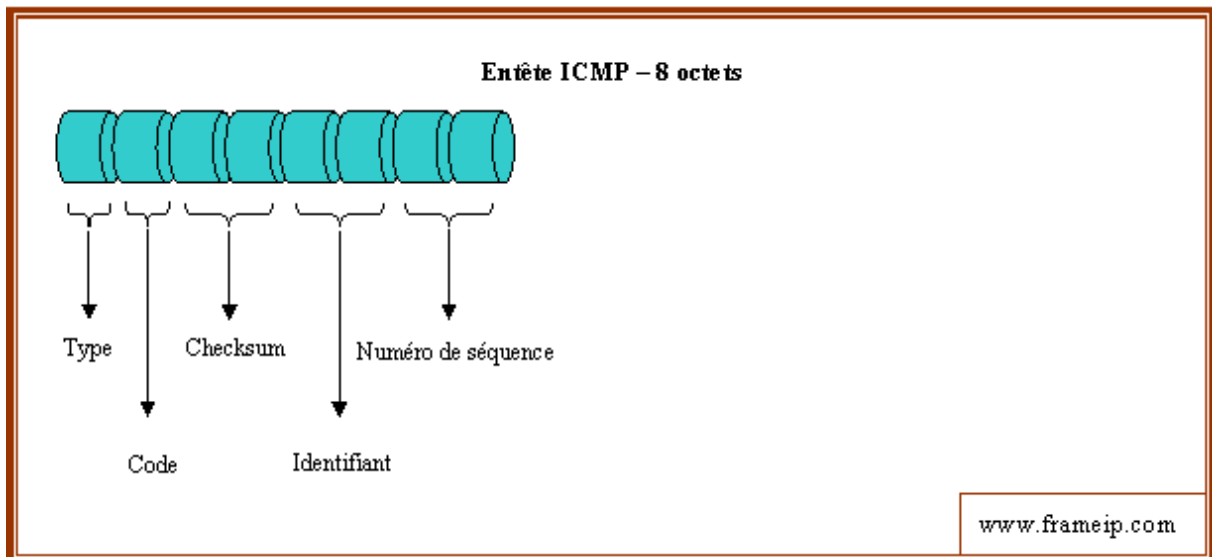 Entête ICMP – 8 octets
Type
Checksum
Numéro de séquence
Code
Identifiant
www.frameip.com